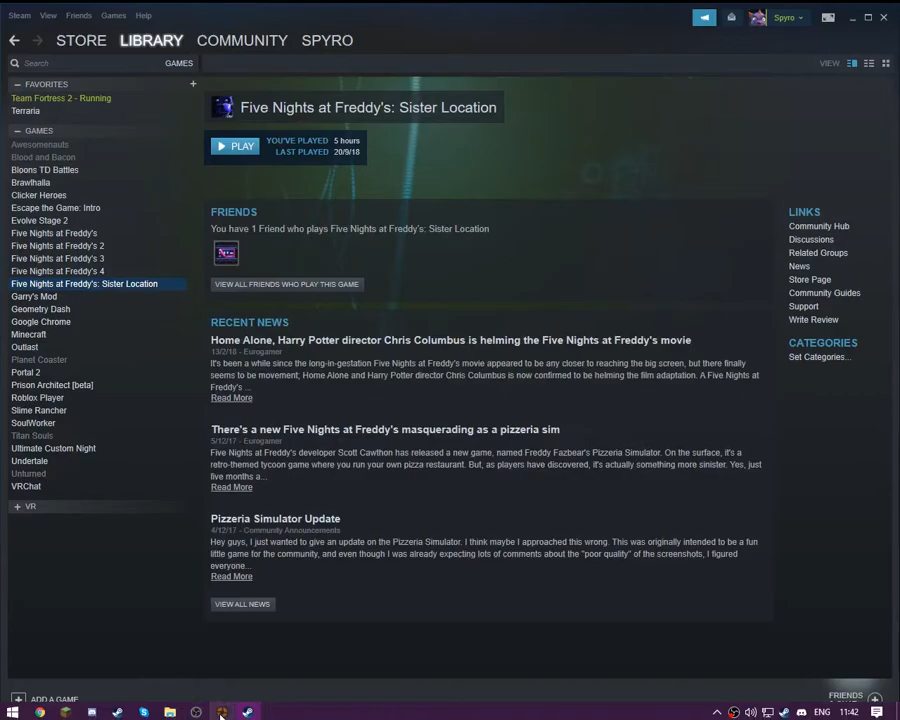 Steam View Friends Games Help
Spyro
STORE LIBRARY COMMUNITY SPYRO
Search GAMES VIEW
FAVORITES
Team Fortress 2 - Running
Terraria
GAMES
Awesomenauts
Blood and Bacon
Bloons TD Battles
Brawlhalla
Clicker Heroes
Escape the Game: Intro
Evolve Stage 2
Five Nights at Freddy's
Five Nights at Freddy's 2
Five Nights at Freddy's 3
Five Nights at Freddy's 4
Five Nights at Freddy's: Sister Location
Garry's Mod
Geometry Dash
Google Chrome
Minecraft
Outlast
Planet Coaster
Portal 2
Prison Architect [beta]
Roblox Player
Slime Rancher
SoulWorker
Titan Souls
Ultimate Custom Night
Undertale
Unturned
VRChat
VR
Five Nights at Freddy's: Sister Location
PLAY
YOU'VE PLAYED 5 hours
LAST PLAYED 20/9/18
FRIENDS
You have 1 Friend who plays Five Nights at Freddy's: Sister Location
VIEW ALL FRIENDS WHO PLAY THIS GAME
RECENT NEWS
Home Alone, Harry Potter director Chris Columbus is helming the Five Nights at Freddy's movie
13/2/18 - Eurogamer
It's been a while since the long-in-gestation Five Nights at Freddy's movie appeared to be any closer to reaching the big screen, but there finally
seems to be movement; Home Alone and Harry Potter director Chris Columbus is now confirmed to be helming the film adaptation. A Five Nights at
Freddy's ...
Read More
There's a new Five Nights at Freddy's masquerading as a pizzeria sim
5/12/17 - Eurogamer
Five Nights at Freddy's developer Scott Cawthon has released a new game, named Freddy Fazbear's Pizzeria Simulator. On the surface, it's a
retro-themed tycoon game where you run your own pizza restaurant. But, as players have discovered, it's actually something more sinister. Yes, just
five months a...
Read More
Pizzeria Simulator Update
4/12/17 - Community Announcements
Hey guys, I just wanted to give an update on the Pizzeria Simulator. I think maybe I approached this wrong. This was originally intended to be a fun
little game for the community, and even though I was already expecting lots of comments about the "poor quality" of the screenshots, I figured
everyone...
Read More
VIEW ALL NEWS
LINKS
Community Hub
Discussions
Related Groups
News
Store Page
Community Guides
Support
Write Review
CATEGORIES
Set Categories...
ADD A GAME
FRIENDS
ENG 11:42